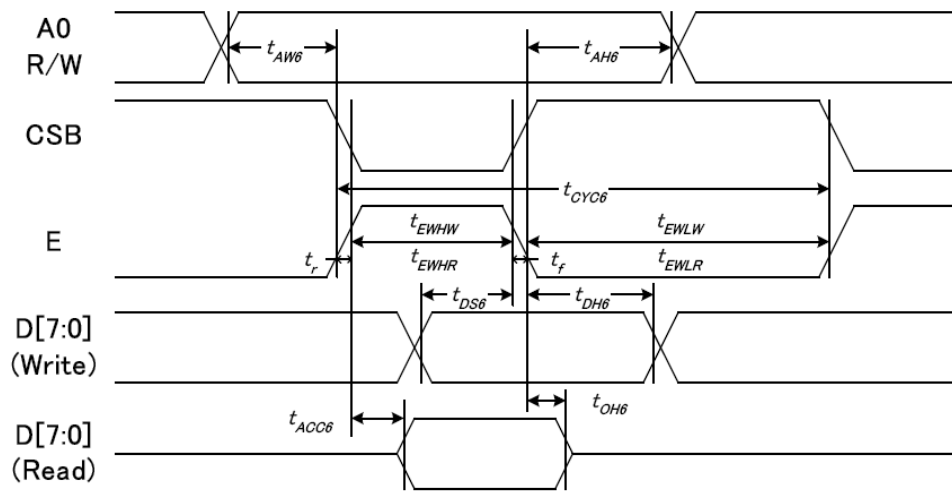 A0
R/W
t_AW6
t_AH6
CSB
t_CYC6
E
t_EWHW
t_EWLW
t_r
t_EWHR
t_f
t_EWLR
t_DS6
t_DH6
D[7:0]
(Write)
t_ACC6
t_OH6
D[7:0]
(Read)